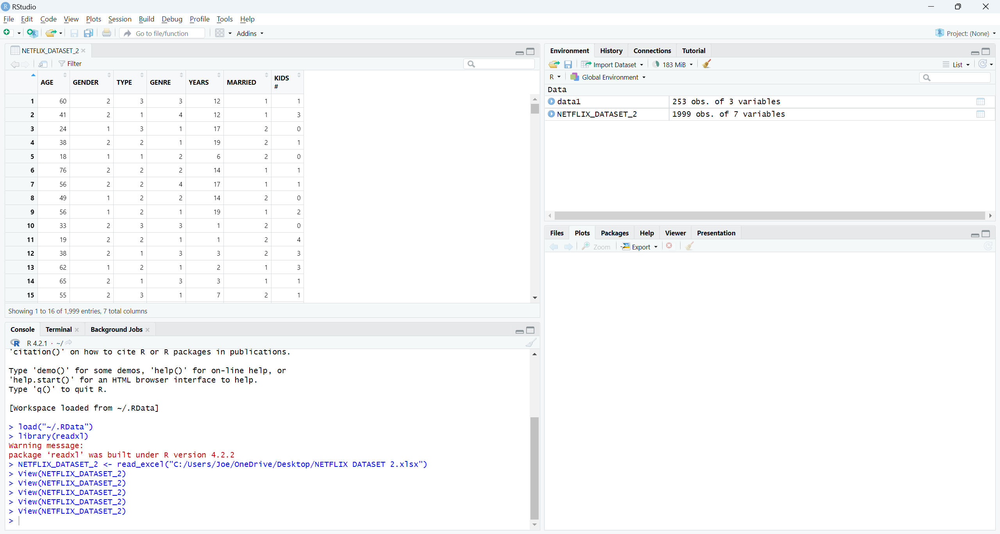 RStudio
File Edit Code View Plots Session Build Debug Profile Tools Help
Go to file/function Addins Project: (None)
NETFLIX_DATASET_2
Filter
AGE GENDER TYPE GENRE YEARS MARRIED KIDS #
1 60 2 3 3 12 1 1
2 41 2 1 4 12 1 3
3 24 1 3 1 17 2 0
4 38 2 2 1 19 2 1
5 18 1 1 2 6 2 0
6 76 2 2 2 14 1 1
7 56 2 2 4 17 1 1
8 49 1 2 2 14 2 0
9 56 1 2 1 19 1 2
10 33 2 3 3 1 2 0
11 19 2 2 1 1 2 4
12 38 2 1 3 3 2 3
13 62 1 2 1 2 1 3
14 65 2 1 3 3 1 1
15 55 2 3 1 7 2 1
Showing 1 to 16 of 1,999 entries, 7 total columns
Console Terminal Background Jobs
R R 4.2.1 · ~/
'citation()' on how to cite R or R packages in publications.
Type 'demo()' for some demos, 'help()' for on-line help, or
'help.start()' for an HTML browser interface to help.
Type 'q()' to quit R.
[Workspace loaded from ~/.RData]
> load("~/.RData")
> library(readxl)
Warning message:
package ‘readxl’ was built under R version 4.2.2
> NETFLIX_DATASET_2 <- read_excel("C:/Users/Joe/OneDrive/Desktop/NETFLIX DATASET 2.xlsx")
> View(NETFLIX_DATASET_2)
> View(NETFLIX_DATASET_2)
> View(NETFLIX_DATASET_2)
> View(NETFLIX_DATASET_2)
> View(NETFLIX_DATASET_2)
>
Environment History Connections Tutorial
Import Dataset 183 MiB List
R Global Environment
Data
data1 253 obs. of 3 variables
NETFLIX_DATASET_2 1999 obs. of 7 variables
Files Plots Packages Help Viewer Presentation
Zoom Export